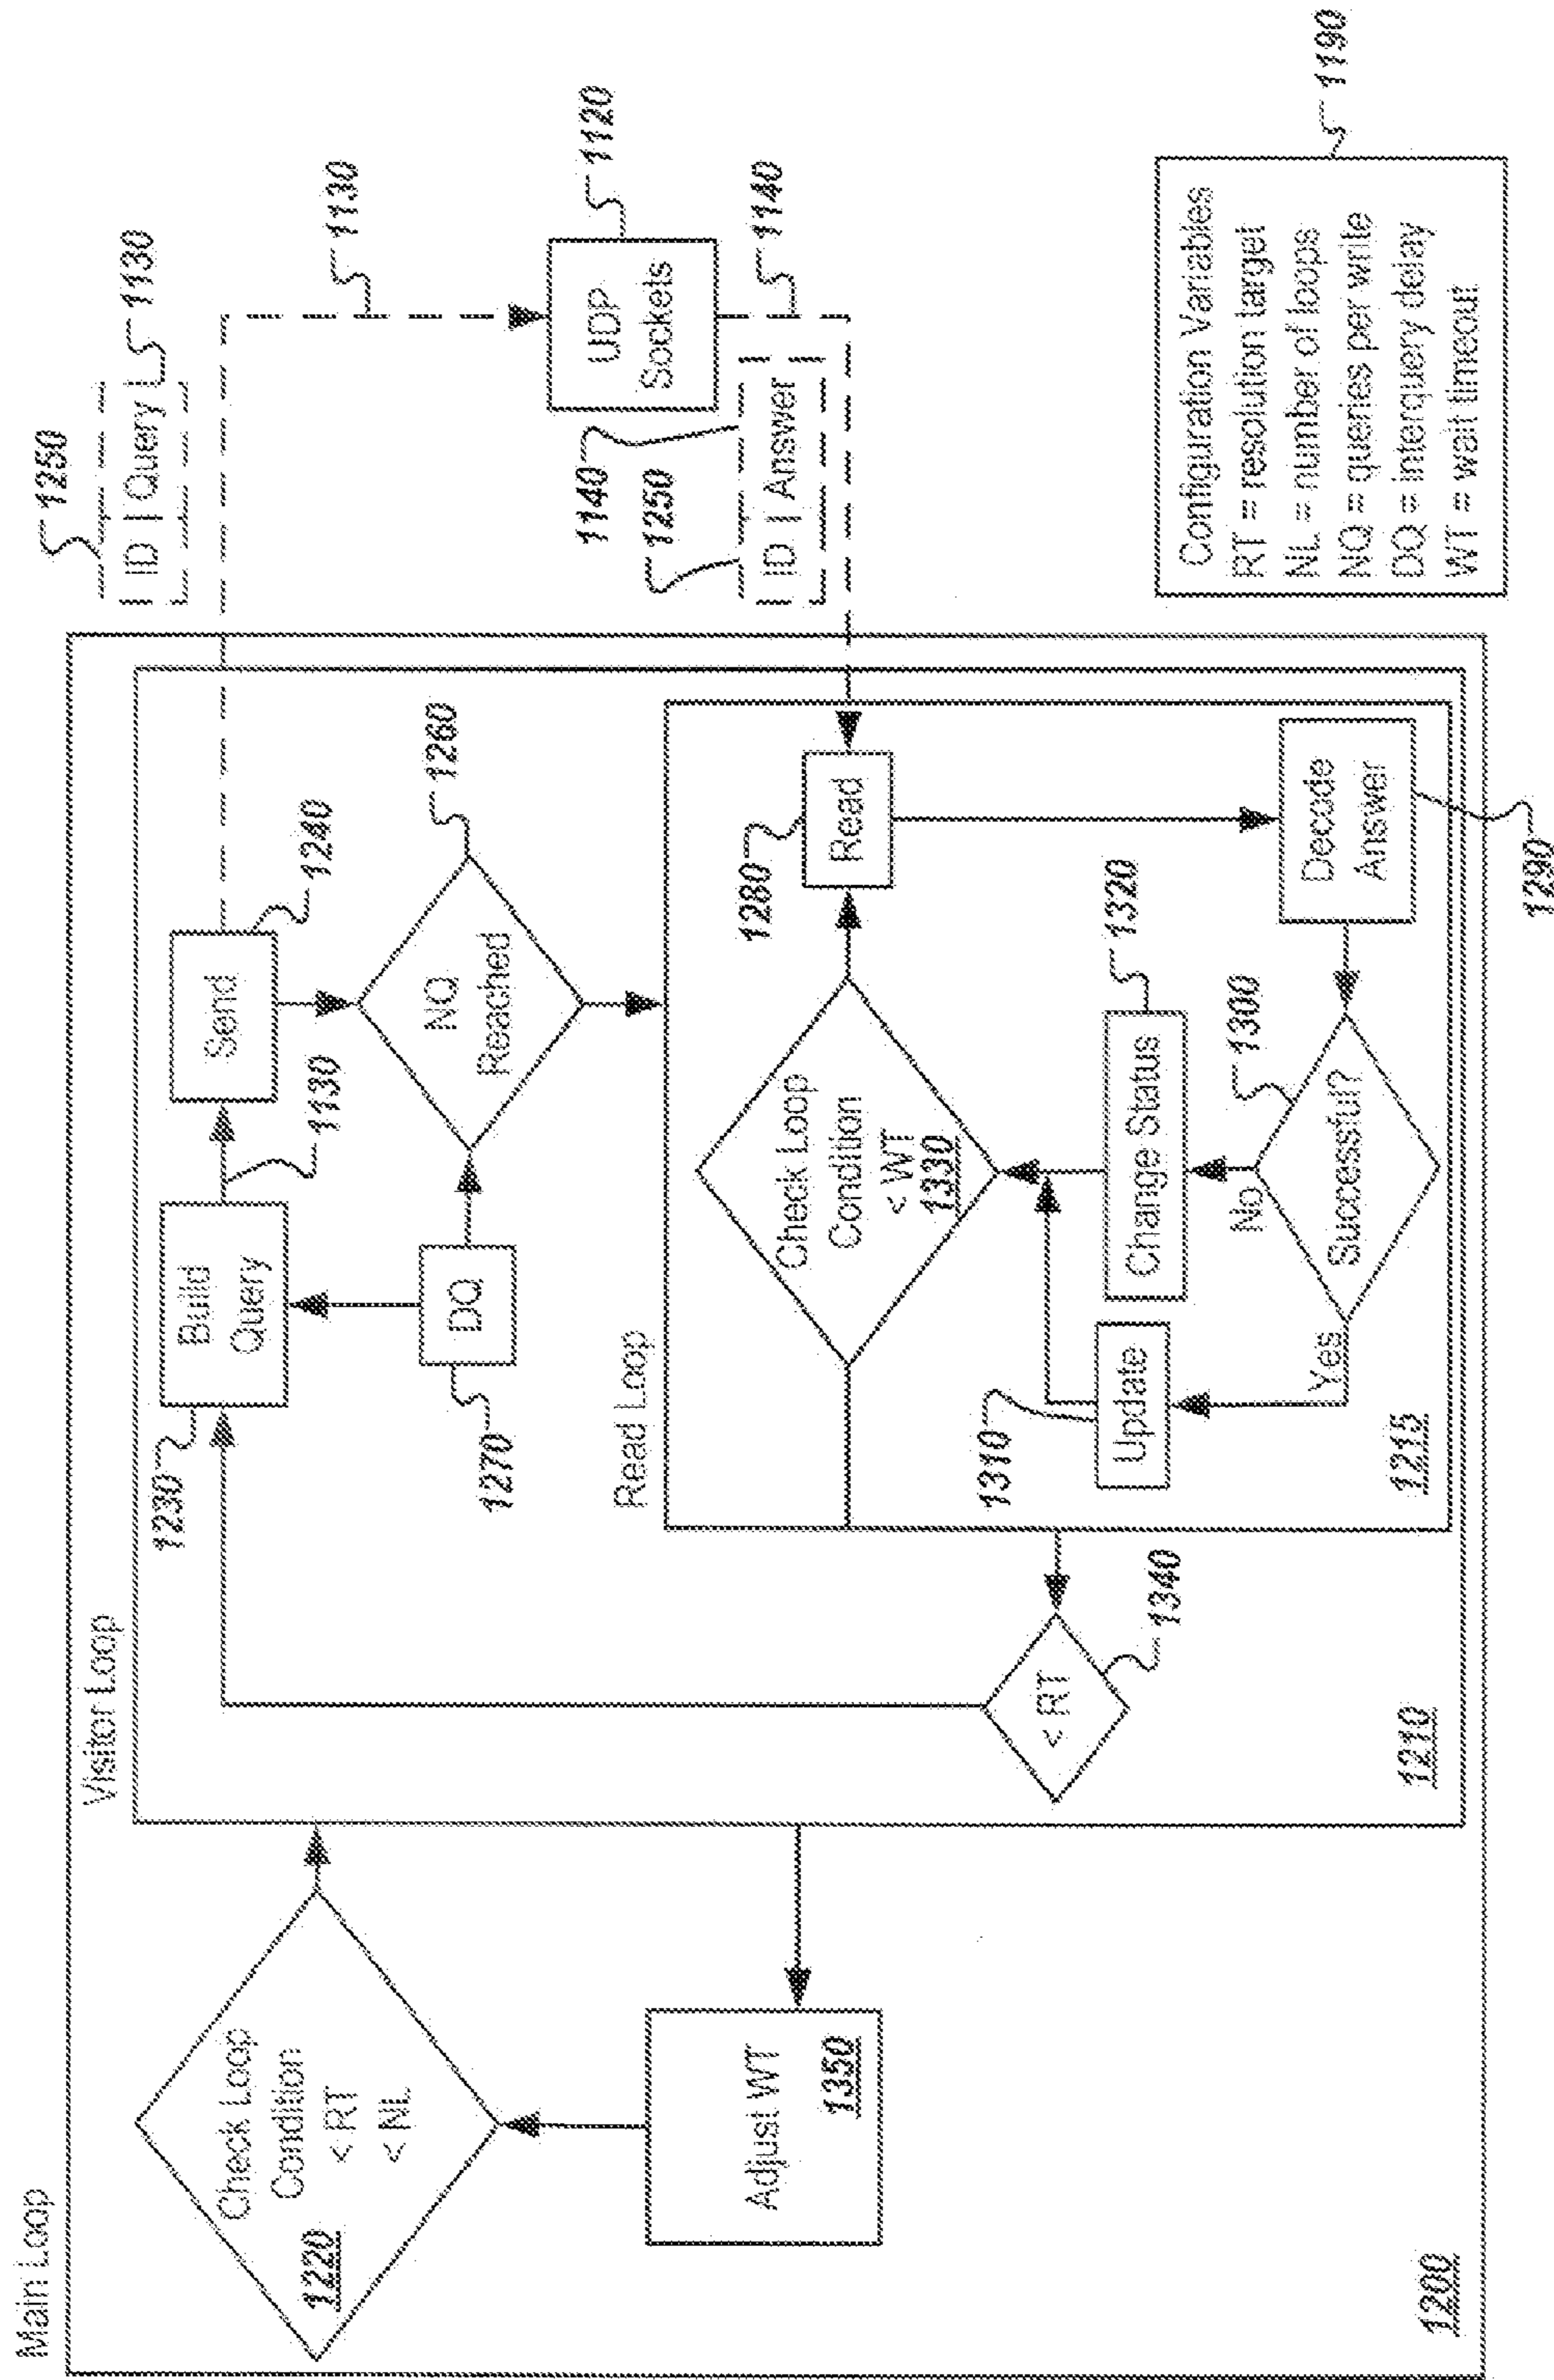 Main Loop
Visitor Loop
Check Loop
Condition
< RT
< NL
1220
Adjust WT
1350
1200
1230
Build
Query
1130
Send
1240
DQ
1270
NQ
Reached
1260
Read Loop
Check Loop
Condition
< WT
1330
1280
Read
1310
Update
Change Status
1320
Yes
No
Successful?
1300
Decode
Answer
1290
1215
< RT
1340
1210
1250
ID | Query
1130
1130
UDP
Sockets
1120
1140
1250
ID | Answer
1140
Configuration Variables
RT = resolution target
NL = number of loops
NQ = queries per write
DQ = interquery delay
WT = wait timeout
1190